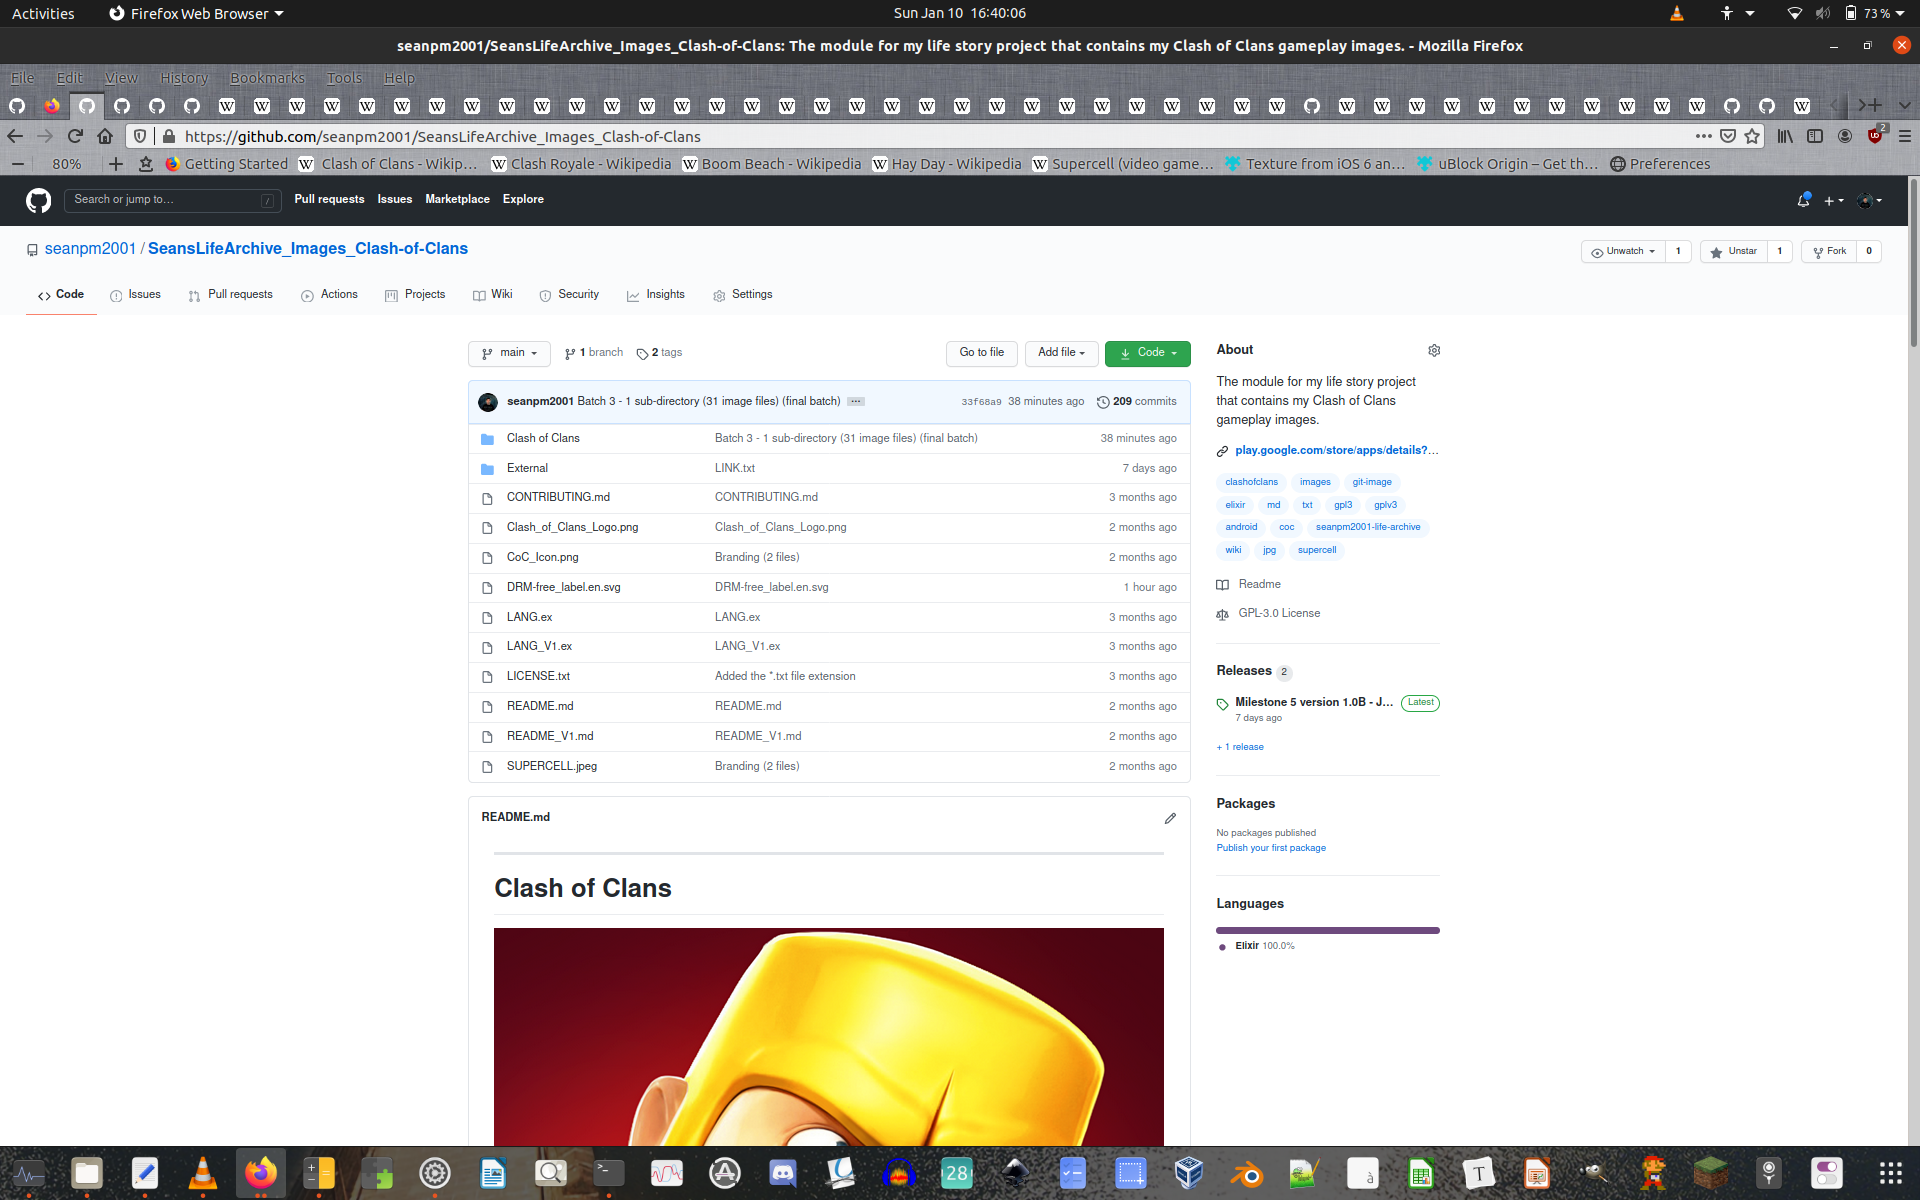 Activities Firefox Web Browser Sun Jan 10 16:40:06 73 %
seanpm2001/SeansLifeArchive_Images_Clash-of-Clans: The module for my life story project that contains my Clash of Clans gameplay images. - Mozilla Firefox
File Edit View History Bookmarks Tools Help
https://github.com/seanpm2001/SeansLifeArchive_Images_Clash-of-Clans 2
80% Getting Started Clash of Clans - Wikip… Clash Royale - Wikipedia Boom Beach - Wikipedia Hay Day - Wikipedia Supercell (video game… Texture from iOS 6 an… uBlock Origin – Get th… Preferences
Search or jump to… / Pull requests Issues Marketplace Explore
seanpm2001 / SeansLifeArchive_Images_Clash-of-Clans Unwatch 1 Unstar 1 Fork 0
Code Issues Pull requests Actions Projects Wiki Security Insights Settings
main 1 branch 2 tags Go to file Add file Code
seanpm2001 Batch 3 - 1 sub-directory (31 image files) (final batch) … 33f68a9 38 minutes ago 209 commits
Clash of Clans Batch 3 - 1 sub-directory (31 image files) (final batch) 38 minutes ago
External LINK.txt 7 days ago
CONTRIBUTING.md CONTRIBUTING.md 3 months ago
Clash_of_Clans_Logo.png Clash_of_Clans_Logo.png 2 months ago
CoC_Icon.png Branding (2 files) 2 months ago
DRM-free_label.en.svg DRM-free_label.en.svg 1 hour ago
LANG.ex LANG.ex 3 months ago
LANG_V1.ex LANG_V1.ex 3 months ago
LICENSE.txt Added the *.txt file extension 3 months ago
README.md README.md 2 months ago
README_V1.md README_V1.md 2 months ago
SUPERCELL.jpeg Branding (2 files) 2 months ago
README.md
Clash of Clans
About
The module for my life story project
that contains my Clash of Clans
gameplay images.
play.google.com/store/apps/details?…
clashofclans images git-image
elixir md txt gpl3 gplv3
android coc seanpm2001-life-archive
wiki jpg supercell
Readme
GPL-3.0 License
Releases 2
Milestone 5 version 1.0B - J… Latest
7 days ago
+ 1 release
Packages
No packages published
Publish your first package
Languages
Elixir 100.0%
28